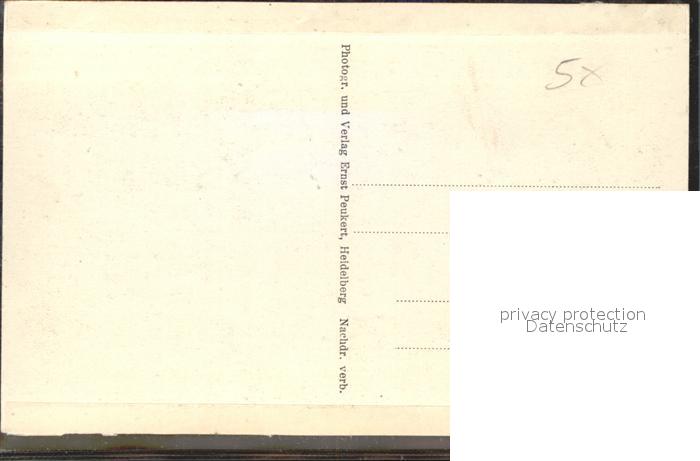 5x
Photogr. und Verlag Ernst Peukert, Heidelberg Nachdr. verb.
privacy protection
Datenschutz